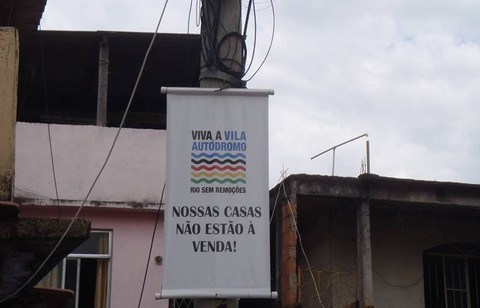 VIVA A VILA
AUTÓDROMO
RIO SEM REMOÇÕES
NOSSAS CASAS
NÃO ESTÃO À
VENDA!